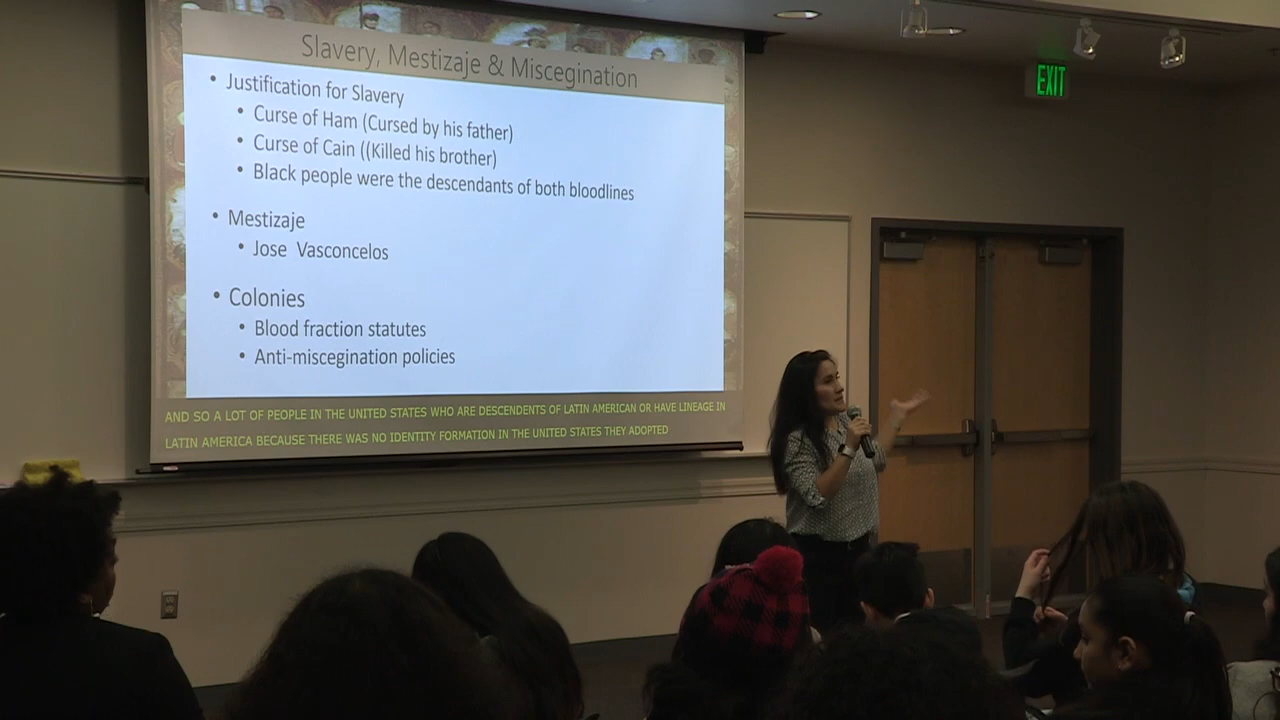 Slavery, Mestizaje & Miscegination
• Justification for Slavery
• Curse of Ham (Cursed by his father)
• Curse of Cain ((Killed his brother)
• Black people were the descendants of both bloodlines
• Mestizaje
• Jose Vasconcelos
• Colonies
• Blood fraction statutes
• Anti-miscegination policies
AND SO A LOT OF PEOPLE IN THE UNITED STATES WHO ARE DESCENDENTS OF LATIN AMERICAN OR HAVE LINEAGE IN
LATIN AMERICA BECAUSE THERE WAS NO IDENTITY FORMATION IN THE UNITED STATES THEY ADOPTED
EXIT